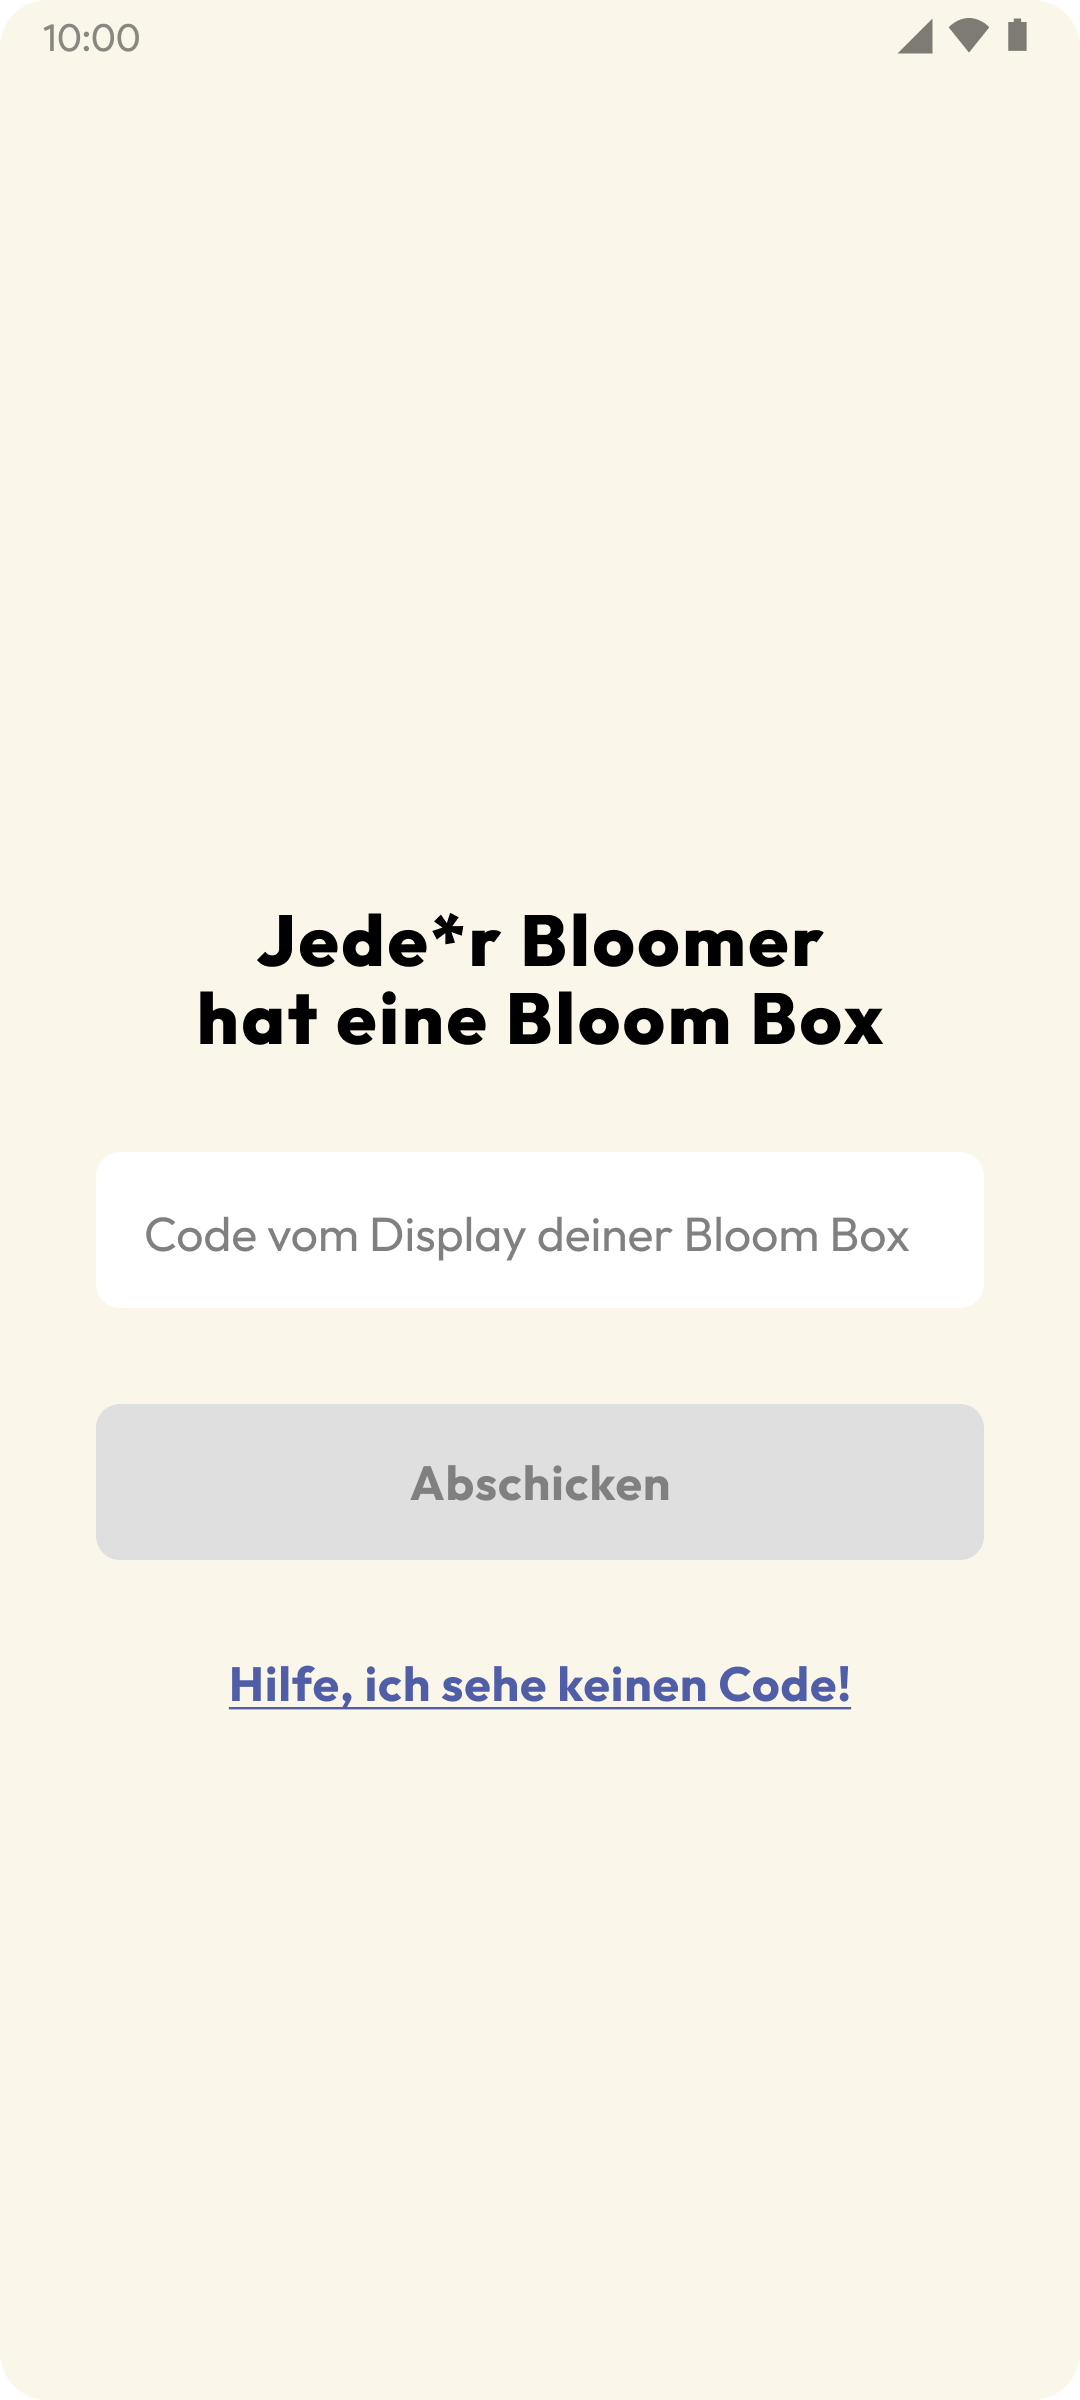 10:00
Jede*r Bloomer
hat eine Bloom Box
Code vom Display deiner Bloom Box
Abschicken
Hilfe, ich sehe keinen Code!